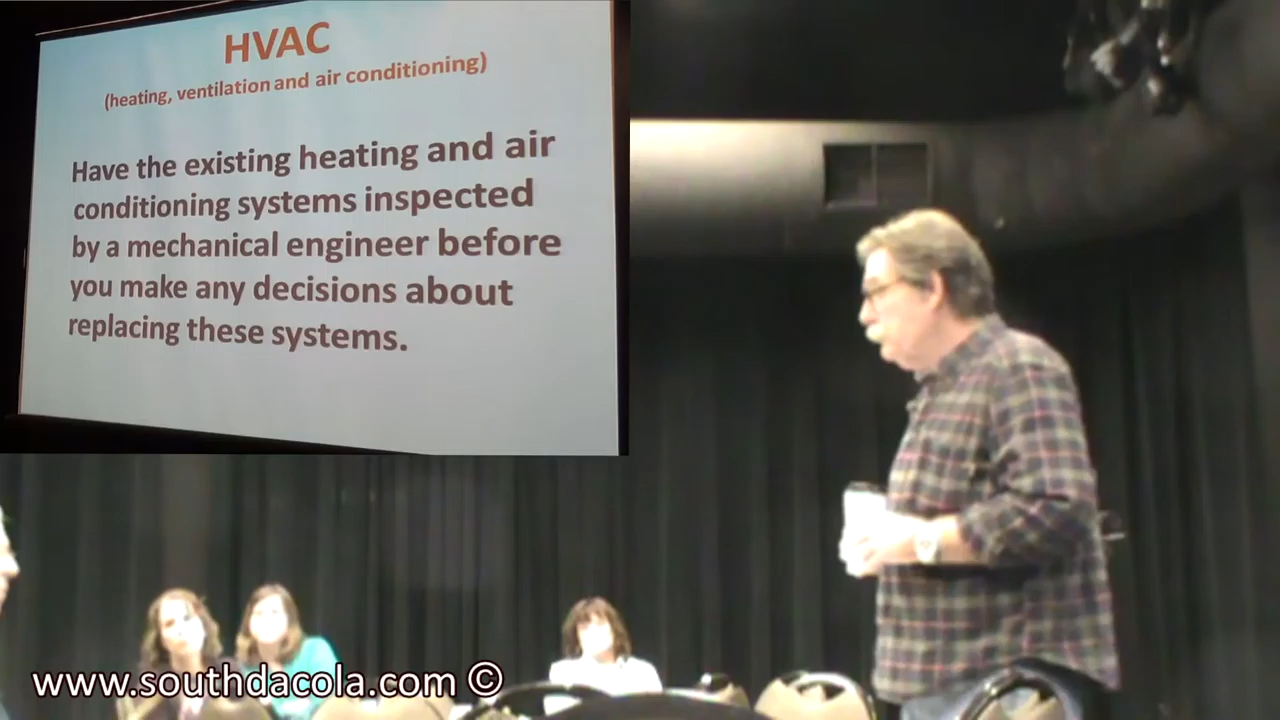 HVAC
(heating, ventilation and air conditioning)
Have the existing heating and air
conditioning systems inspected
by a mechanical engineer before
you make any decisions about
replacing these systems.
www.southdacola.com ©